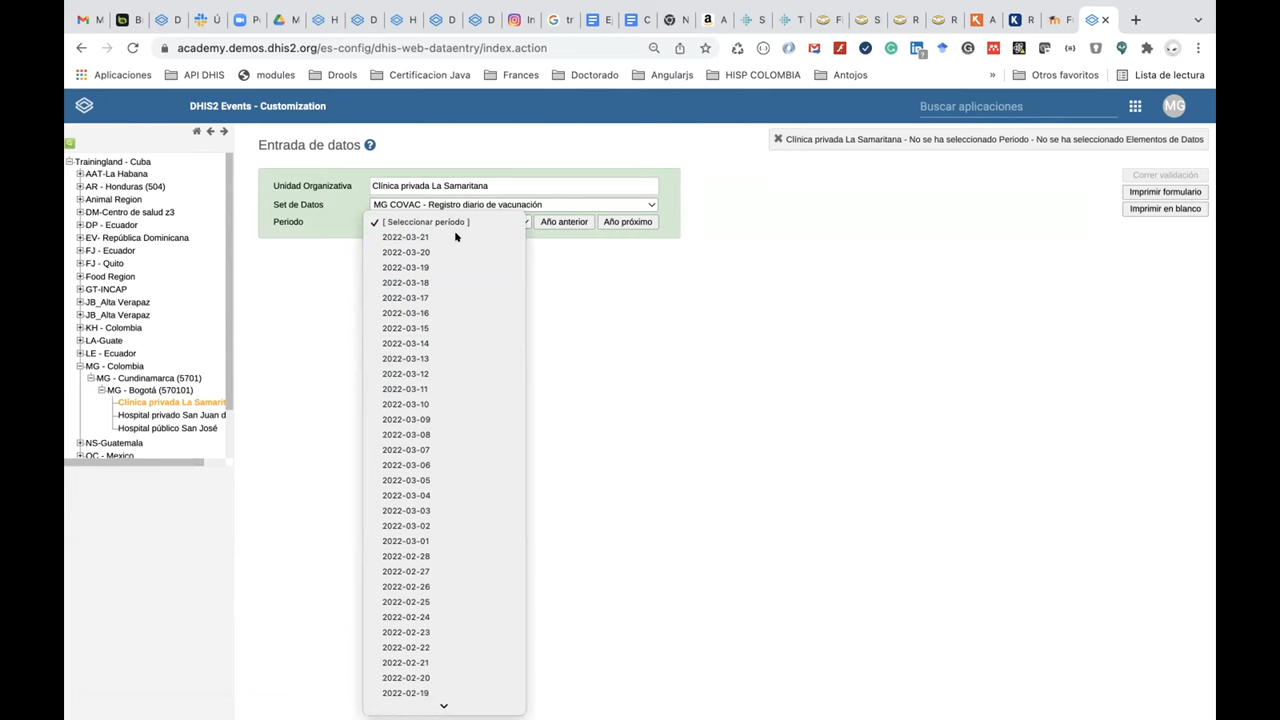 academy.demos.dhis2.org/es-config/dhis-web-dataentry/index.action
Aplicaciones
API DHIS
modules
Drools
Certificacion Java
Frances
Doctorado
Angularjs
HISP COLOMBIA
Antojos
»
Otros favoritos
Lista de lectura
DHIS2 Events - Customization
Buscar aplicaciones
MG
Traningland - Cuba
AAT-La Habana
AR - Honduras (504)
Animal Region
DM-Centro de salud z3
DP - Ecuador
EV- República Dominicana
FJ - Ecuador
FJ - Quito
Food Region
GT-INCAP
JB_Alta Verapaz
JB_Alta Verapaz
KH - Colombia
LA-Guate
LE - Ecuador
MG - Colombia
MG - Cundinamarca (5701)
MG - Bogotá (570101)
Clínica privada La Samarit
Hospital privado San Juan d
Hospital público San José
NS-Guatemala
OC - Mexico
Entrada de datos
Clínica privada La Samaritana - No se ha seleccionado Periodo - No se ha seleccionado Elementos de Datos
Unidad Organizativa
Clínica privada La Samaritana
Set de Datos
MG COVAC - Registro diario de vacunación
Periodo
[ Seleccionar período ]
Año anterior
Año próximo
Correr validación
Imprimir formulario
Imprimir en blanco
2022-03-21
2022-03-20
2022-03-19
2022-03-18
2022-03-17
2022-03-16
2022-03-15
2022-03-14
2022-03-13
2022-03-12
2022-03-11
2022-03-10
2022-03-09
2022-03-08
2022-03-07
2022-03-06
2022-03-05
2022-03-04
2022-03-03
2022-03-02
2022-03-01
2022-02-28
2022-02-27
2022-02-26
2022-02-25
2022-02-24
2022-02-23
2022-02-22
2022-02-21
2022-02-20
2022-02-19